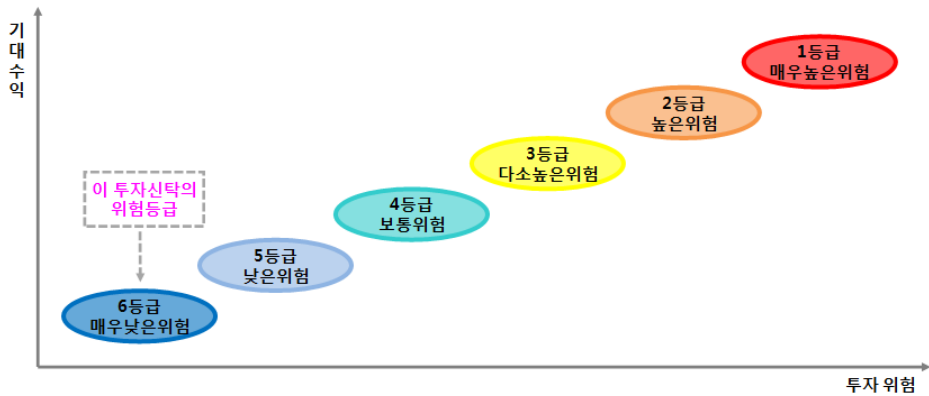 기
대
수
익
1등급
매우높은위험
2등급
높은위험
3등급
다소높은위험
이 투자신탁의
위험등급
4등급
보통위험
5등급
낮은위험
6등급
매우낮은위험
투자 위험